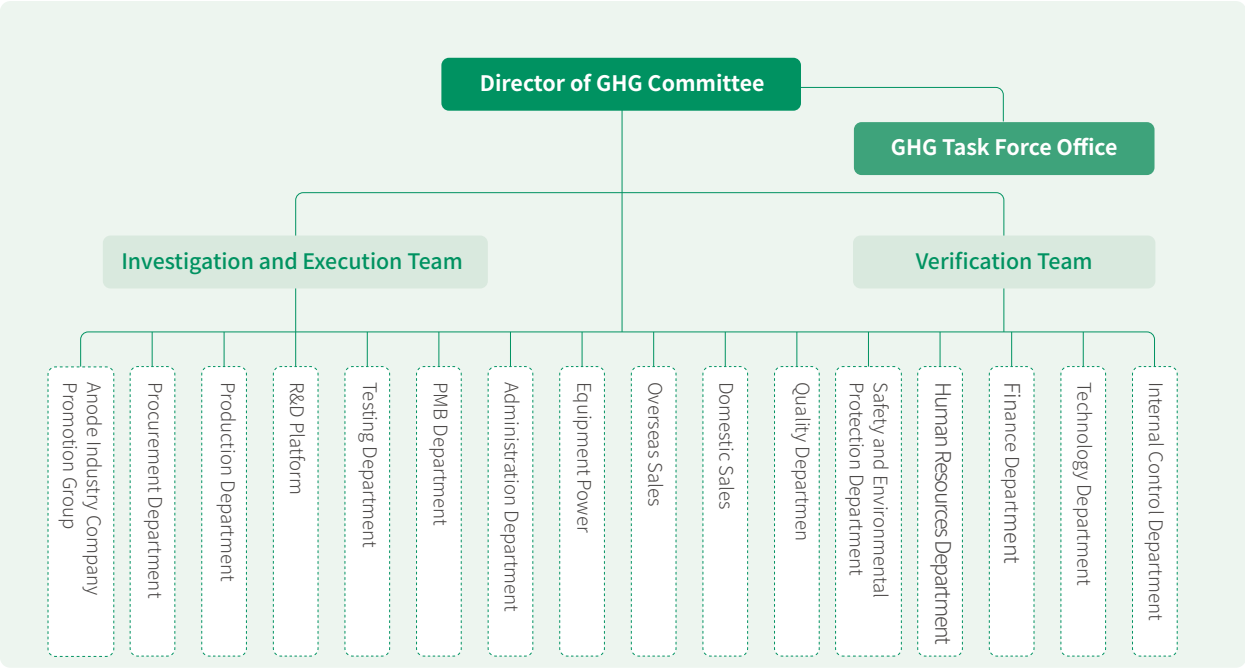 Director of GHG Committee
GHG Task Force Office
Investigation and Execution Team
Verification Team
Anode Industry Company
Promotion Group
Procurement Department
Production Department
R&D Platform
Testing Department
PMB Department
Administration Department
Equipment Power
Overseas Sales
Domestic Sales
Quality Departmen
Safety and Environmental
Protection Department
Human Resources Department
Finance Department
Technology Department
Internal Control Department